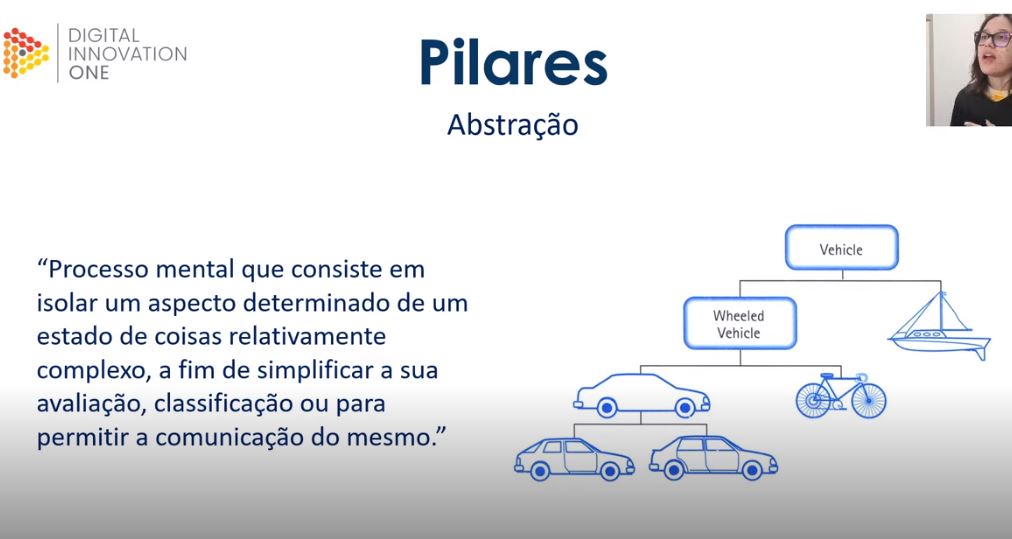 DIGITAL
INNOVATION
ONE
Pilares
Abstração
“Processo mental que consiste em
isolar um aspecto determinado de um
estado de coisas relativamente
complexo, a fim de simplificar a sua
avaliação, classificação ou para
permitir a comunicação do mesmo.”
Vehicle
Wheeled
Vehicle